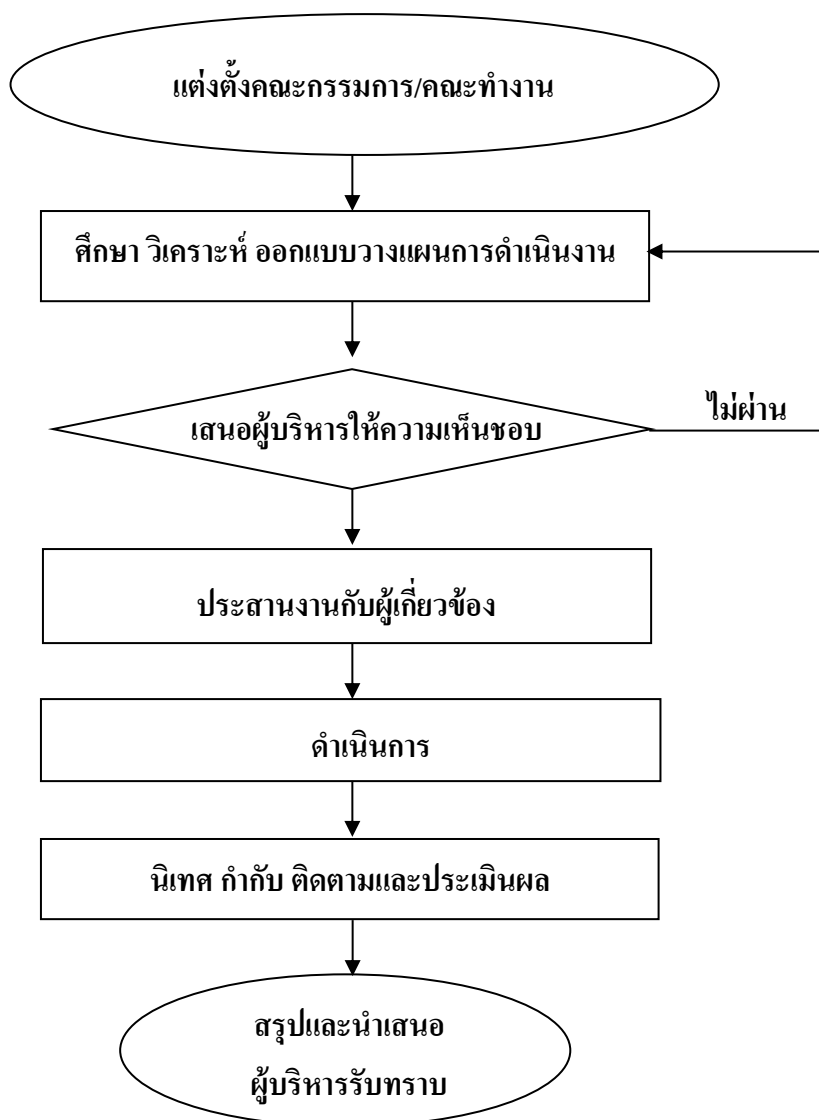 แต่งตั้งคณะกรรมการ/คณะทำงาน
ศึกษา วิเคราะห์ ออกแบบวางแผนการดำเนินงาน
เสนอผู้บริหารให้ความเห็นชอบ
ไม่ผ่าน
ประสานงานกับผู้เกี่ยวข้อง
ดำเนินการ
นิเทศ กำกับ ติดตามและประเมินผล
สรุปและนำเสนอ
ผู้บริหารรับทราบ